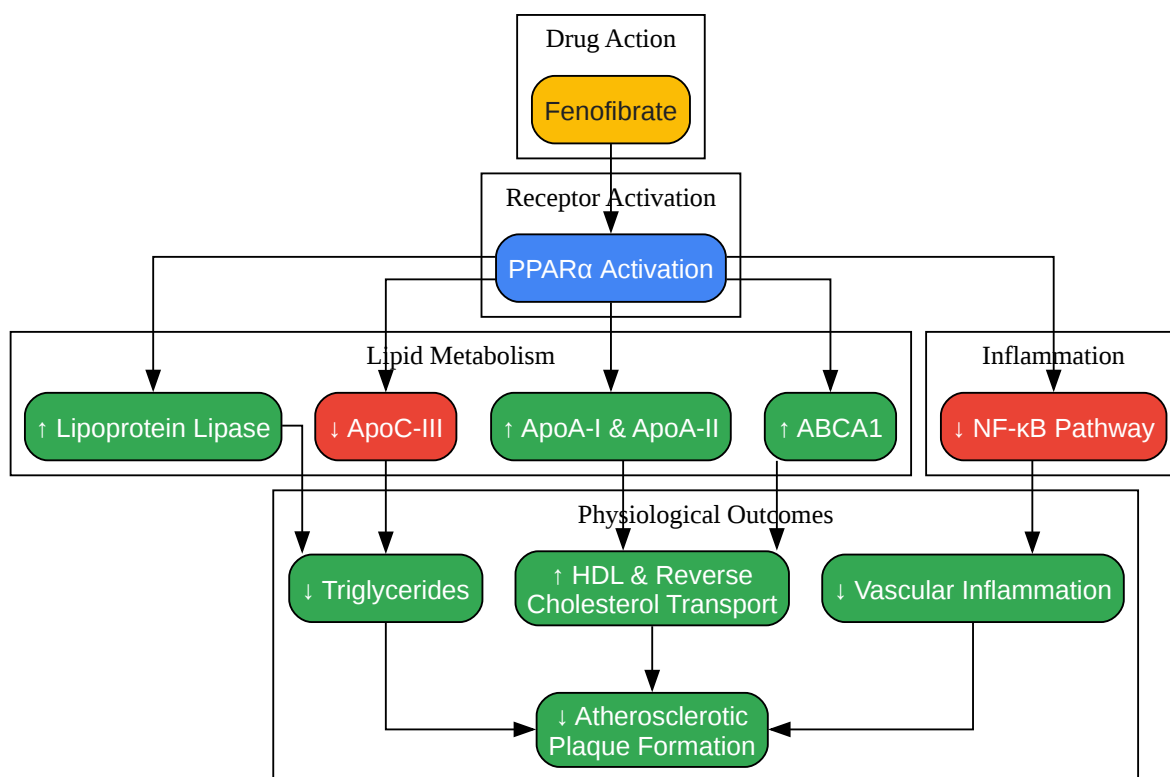 Drug Action
Fenofibrate
Receptor Activation
PPARα Activation
Lipid Metabolism
Inflammation
↑ Lipoprotein Lipase
↓ ApoC-III
↑ ApoA-I & ApoA-II
↑ ABCA1
↓ NF-κB Pathway
Physiological Outcomes
↓ Triglycerides
↑ HDL & Reverse
Cholesterol Transport
↓ Vascular Inflammation
↓ Atherosclerotic
Plaque Formation